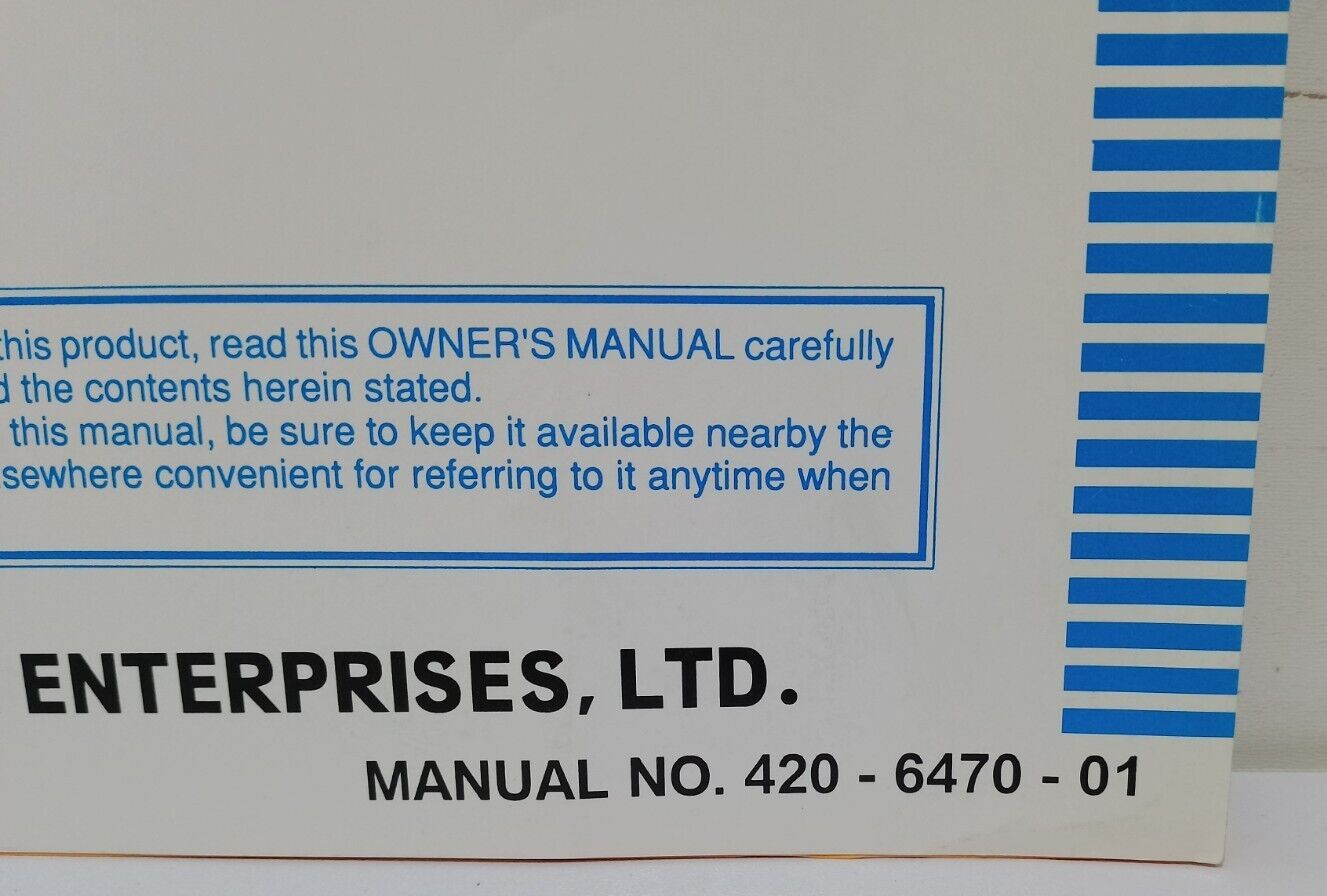 this product, read this OWNER'S MANUAL carefully
the contents herein stated.
this manual, be sure to keep it available nearby the
sewhere convenient for referring to it anytime when
ENTERPRISES, LTD.
MANUAL NO. 420 - 6470 - 01